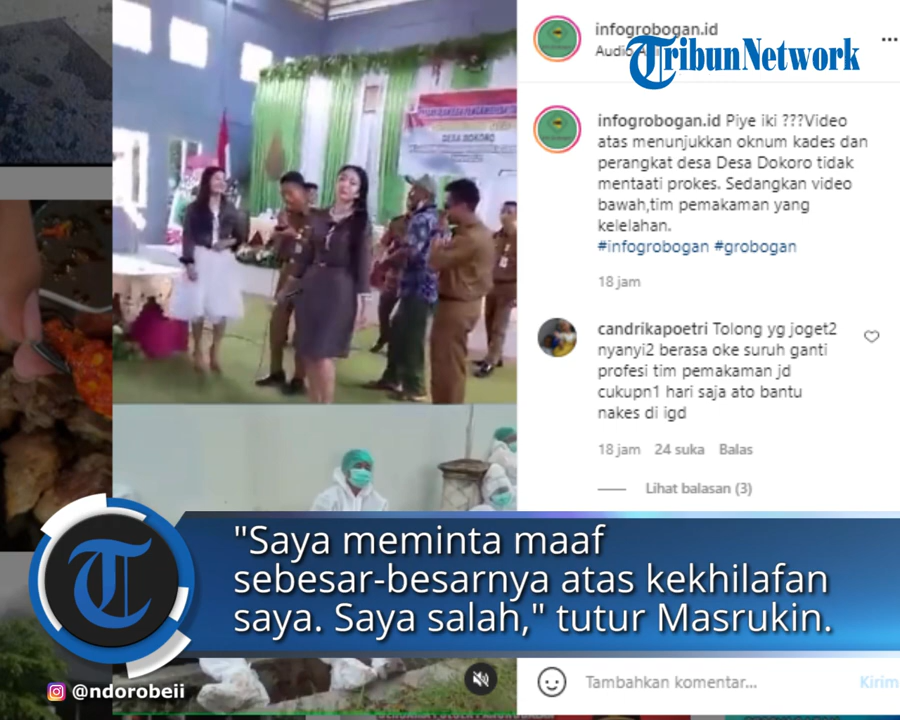 infogrobogan.id
Audio
TribunNetwork
DESA DOKORO
infogrobogan.id Piye iki ???Video
atas menunjukkan oknum kades dan
perangkat desa Desa Dokoro tidak
mentaati prokes. Sedangkan video
bawah,tim pemakaman yang
kelelahan.
#infogrobogan #grobogan
18 jam
candrikapoetri Tolong yg joget2
nyanyi2 berasa oke suruh ganti
profesi tim pemakaman jd
cukupn1 hari saja ato bantu
nakes di igd
18 jam 24 suka Balas
Lihat balasan (3)
T
"Saya meminta maaf
sebesar-besarnya atas kekhilafan
saya. Saya salah," tutur Masrukin.
@ndorobeii
Tambahkan komentar...
Kirim